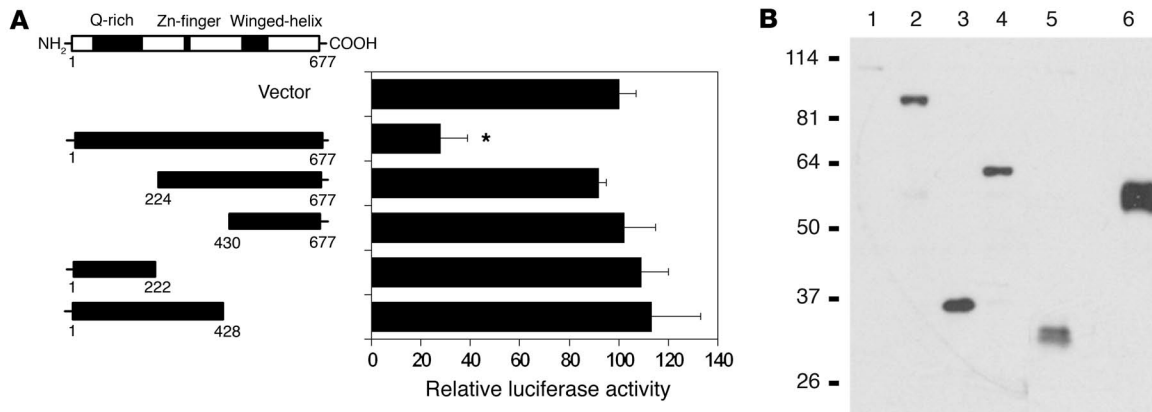 A
Q-rich Zn-finger Winged-helix
NH2 COOH
1 677
Vector
1 677
224 677
430 677
1 222
1 428
*
0 20 40 60 80 100 120 140
Relative luciferase activity
B
1 2 3 4 5 6
114
81
64
50
37
26